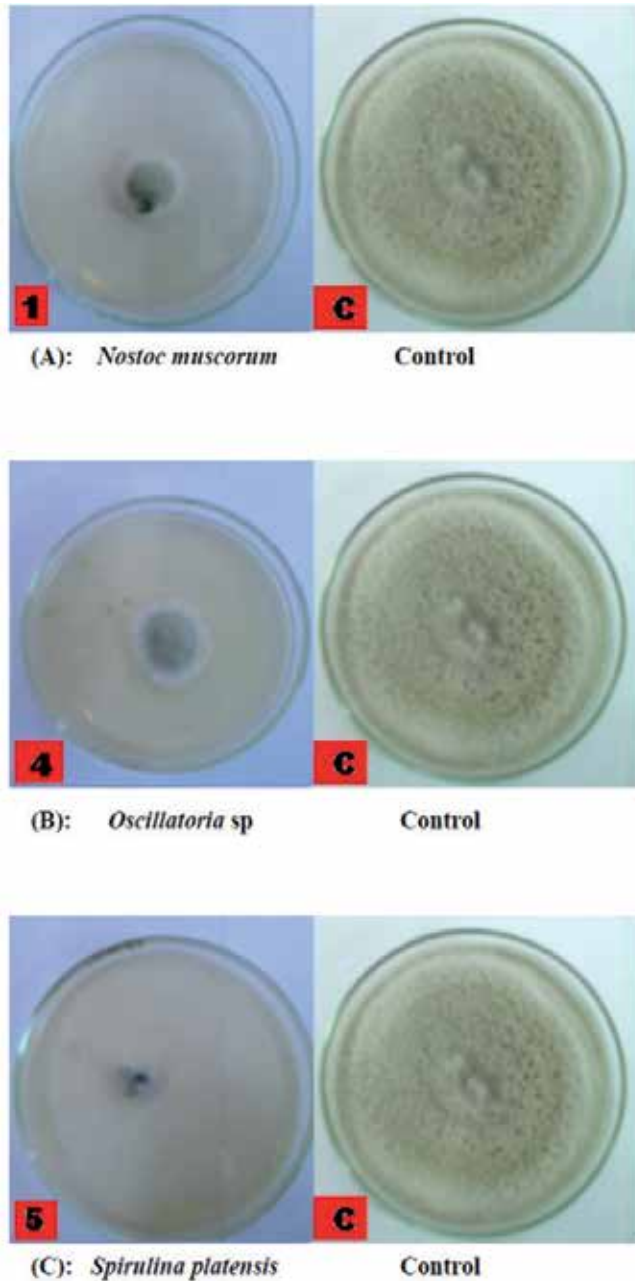 1 C
(A): Nostoc muscorum Control
4 C
(B): Oscillatoria sp Control
5 C
(C): Spirulina platensis Control